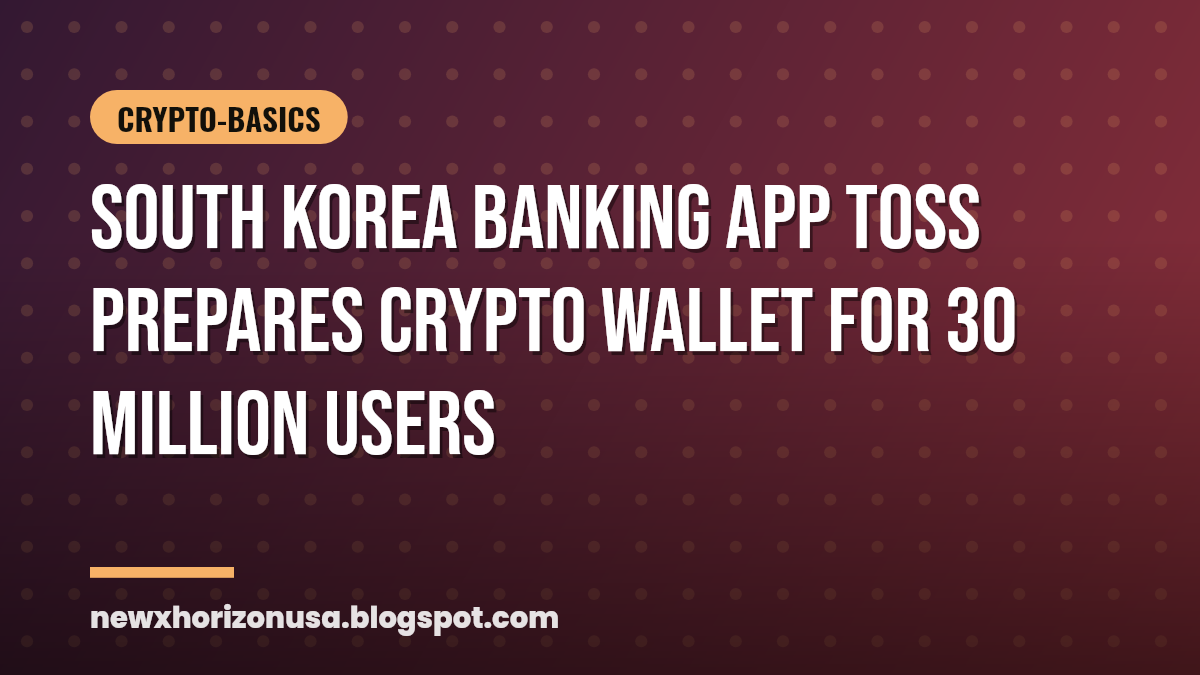 CRYPTO-BASICS
SOUTH KOREA BANKING APP TOSS
PREPARES CRYPTO WALLET FOR 30
MILLION USERS
newxhorizonusa.blogspot.com